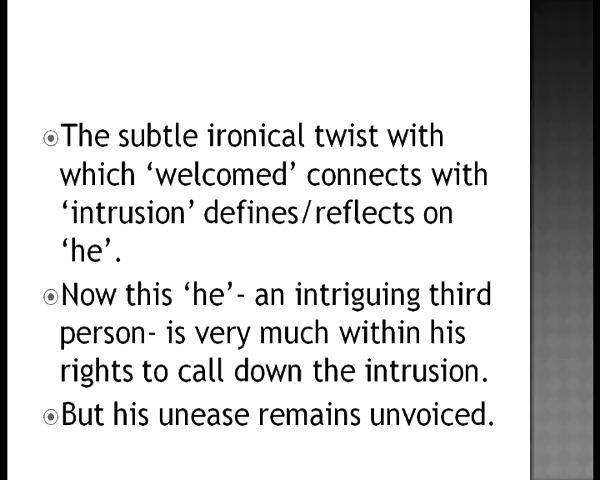 The subtle ironical twist with
which ‘welcomed’ connects with
‘intrusion’ defines/reflects on
‘he’.
Now this ‘he’- an intriguing third
person- is very much within his
rights to call down the intrusion.
But his unease remains unvoiced.